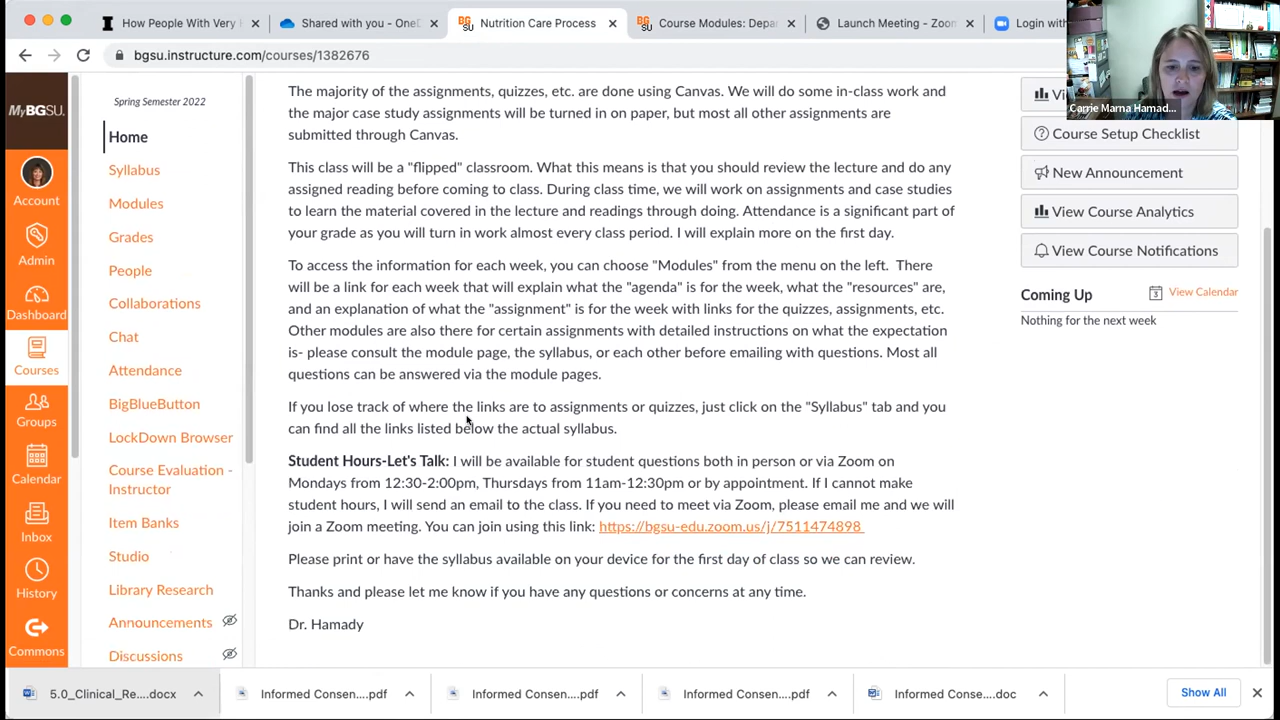 How People With Very
Shared with you - OneD
Nutrition Care Process
Course Modules: Depa
Launch Meeting - Zoom
Login with
bgsu.instructure.com/courses/1382676
Carrie Marna Hamad...
MyBGSU.
Account
Admin
Dashboard
Courses
Groups
Calendar
Inbox
History
Commons
Spring Semester 2022
Home
Syllabus
Modules
Grades
People
Collaborations
Chat
Attendance
BigBlueButton
LockDown Browser
Course Evaluation -
Instructor
Item Banks
Studio
Library Research
Announcements
Discussions
The majority of the assignments, quizzes, etc. are done using Canvas. We will do some in-class work and
the major case study assignments will be turned in on paper, but most all other assignments are
submitted through Canvas.
This class will be a "flipped" classroom. What this means is that you should review the lecture and do any
assigned reading before coming to class. During class time, we will work on assignments and case studies
to learn the material covered in the lecture and readings through doing. Attendance is a significant part of
your grade as you will turn in work almost every class period. I will explain more on the first day.
To access the information for each week, you can choose "Modules" from the menu on the left. There
will be a link for each week that will explain what the "agenda" is for the week, what the "resources" are,
and an explanation of what the "assignment" is for the week with links for the quizzes, assignments, etc.
Other modules are also there for certain assignments with detailed instructions on what the expectation
is- please consult the module page, the syllabus, or each other before emailing with questions. Most all
questions can be answered via the module pages.
If you lose track of where the links are to assignments or quizzes, just click on the "Syllabus" tab and you
can find all the links listed below the actual syllabus.
Student Hours-Let's Talk: I will be available for student questions both in person or via Zoom on
Mondays from 12:30-2:00pm, Thursdays from 11am-12:30pm or by appointment. If I cannot make
student hours, I will send an email to the class. If you need to meet via Zoom, please email me and we will
join a Zoom meeting. You can join using this link: https://bgsu-edu.zoom.us/j/7511474898
Please print or have the syllabus available on your device for the first day of class so we can review.
Thanks and please let me know if you have any questions or concerns at any time.
Dr. Hamady
Vi
Course Setup Checklist
New Announcement
View Course Analytics
View Course Notifications
Coming Up
View Calendar
Nothing for the next week
5.0_Clinical_Re....docx
Informed Consen....pdf
Informed Consen....pdf
Informed Consen....pdf
Informed Conse....doc
Show All